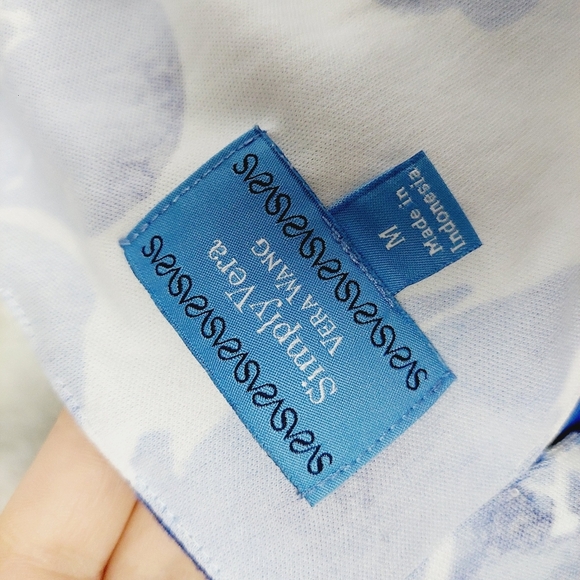 Simply Vera
VERA WANG
M
Made in
Indonesia